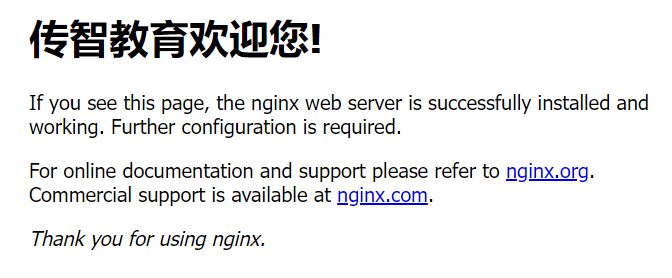 传智教育欢迎您!
If you see this page, the nginx web server is successfully installed and
working. Further configuration is required.
For online documentation and support please refer to nginx.org.
Commercial support is available at nginx.com.
Thank you for using nginx.